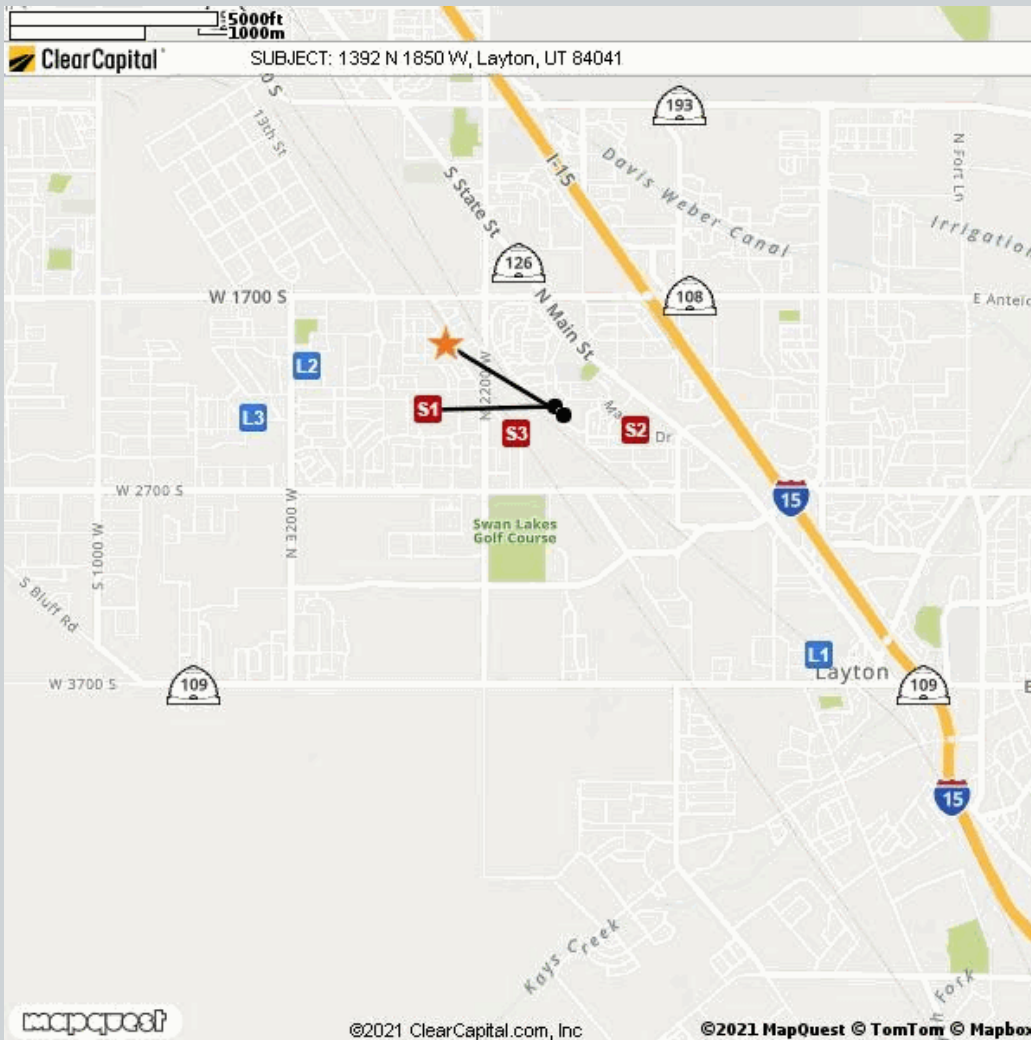 5000ft
1000m
ClearCapital
SUBJECT: 1392 N 1850 W, Layton, UT 84041
0 S
193
13th St
I-15
N Fort Ln
Davis Weber Canal
S State St
Irrigation
126
W 1700 S
108
N Main St
E Antelo
L2
N 2200 W
S1
L3
S3
S2
Dr
W 2700 S
15
N 3200 W
Swan Lakes
Golf Course
S 1000 W
S Bluff Rd
L1
Layton
W 3700 S
109
109
E
15
Kays Creek
h Fork
mapquest
©2021 ClearCapital.com, Inc
©2021 MapQuest © TomTom © Mapbox